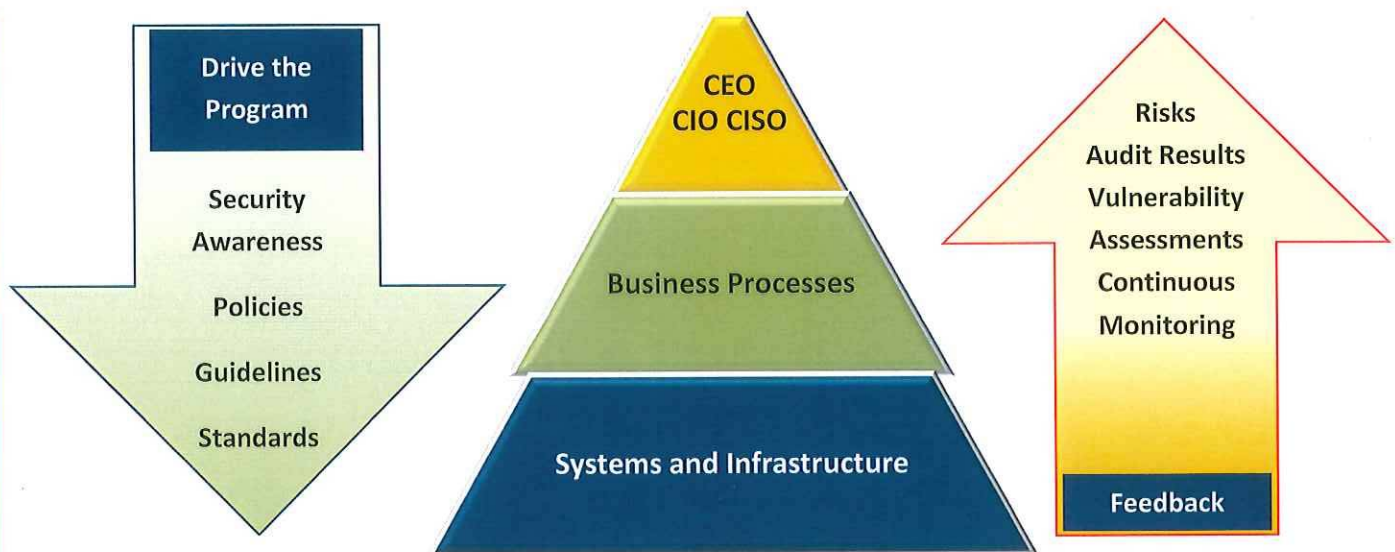 Drive the
Program
Security
Awareness
Policies
Guidelines
Standards
CEO
CIO CISO
Business Processes
Systems and Infrastructure
Risks
Audit Results
Vulnerability
Assessments
Continuous
Monitoring
Feedback